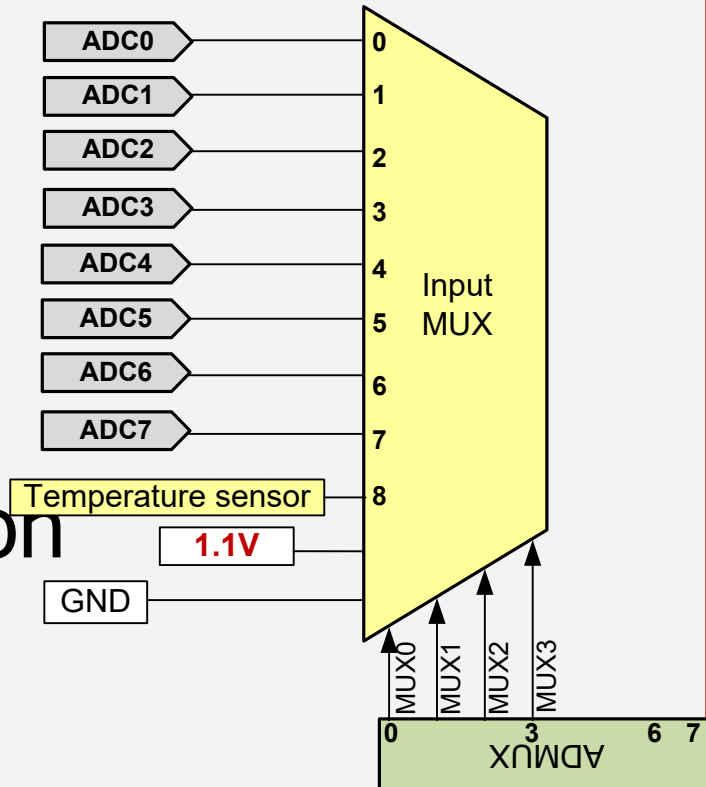 ADC0
0
ADC1
1
ADC2
2
ADC3
3
ADC4
4
Input
MUX
ADC5
5
ADC6
6
ADC7
7
Temperature sensor
8
on
1.1V
GND
MUX0
MUX1
MUX2
MUX3
0
3
6
7
ADMUX